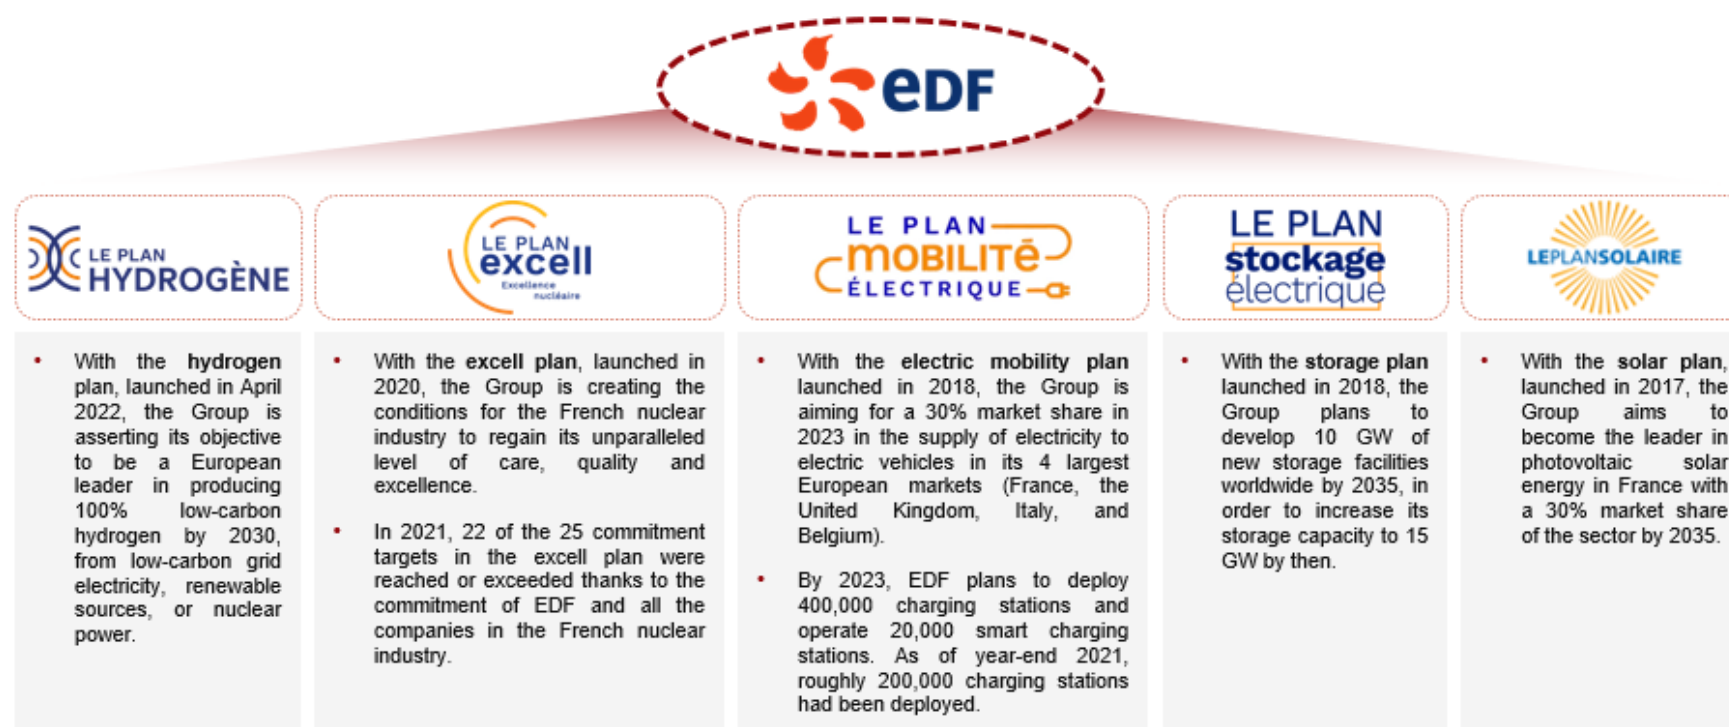 eDF
LE PLAN
HYDROGÈNE
LE PLAN
excell
Excellence
nucléaire
LE PLAN
MOBILITē
ÉLECTRIQUE
LE PLAN
stockage
électrique
LEPLANSOLAIRE
• With the hydrogen
plan, launched in April
2022, the Group is
asserting its objective
to be a European
leader in producing
100% low-carbon
hydrogen by 2030,
from low-carbon grid
electricity, renewable
sources, or nuclear
power.
• With the excell plan, launched in
2020, the Group is creating the
conditions for the French nuclear
industry to regain its unparalleled
level of care, quality and
excellence.
• In 2021, 22 of the 25 commitment
targets in the excell plan were
reached or exceeded thanks to the
commitment of EDF and all the
companies in the French nuclear
industry.
• With the electric mobility plan
launched in 2018, the Group is
aiming for a 30% market share in
2023 in the supply of electricity to
electric vehicles in its 4 largest
European markets (France, the
United Kingdom, Italy, and
Belgium).
• By 2023, EDF plans to deploy
400,000 charging stations and
operate 20,000 smart charging
stations. As of year-end 2021,
roughly 200,000 charging stations
had been deployed.
• With the storage plan
launched in 2018, the
Group plans to
develop 10 GW of
new storage facilities
worldwide by 2035, in
order to increase its
storage capacity to 15
GW by then.
• With the solar plan,
launched in 2017, the
Group aims to
become the leader in
photovoltaic solar
energy in France with
a 30% market share
of the sector by 2035.